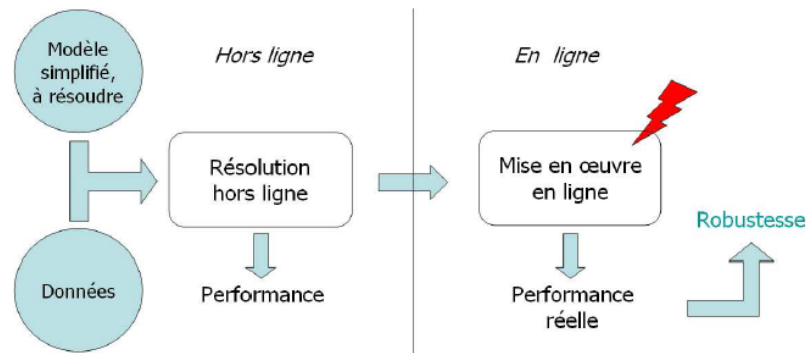 Modèle
simplifié,
à résoudre
Hors ligne
En ligne
Résolution
hors ligne
Mise en œuvre
en ligne
Robustesse
Données
Performance
Performance
réelle